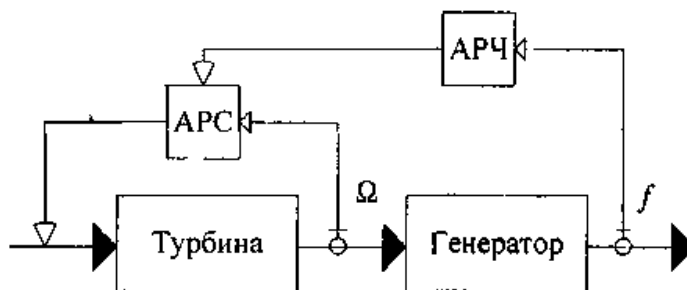 АРЧ
АРС
Ω
f
Турбина
Генератор